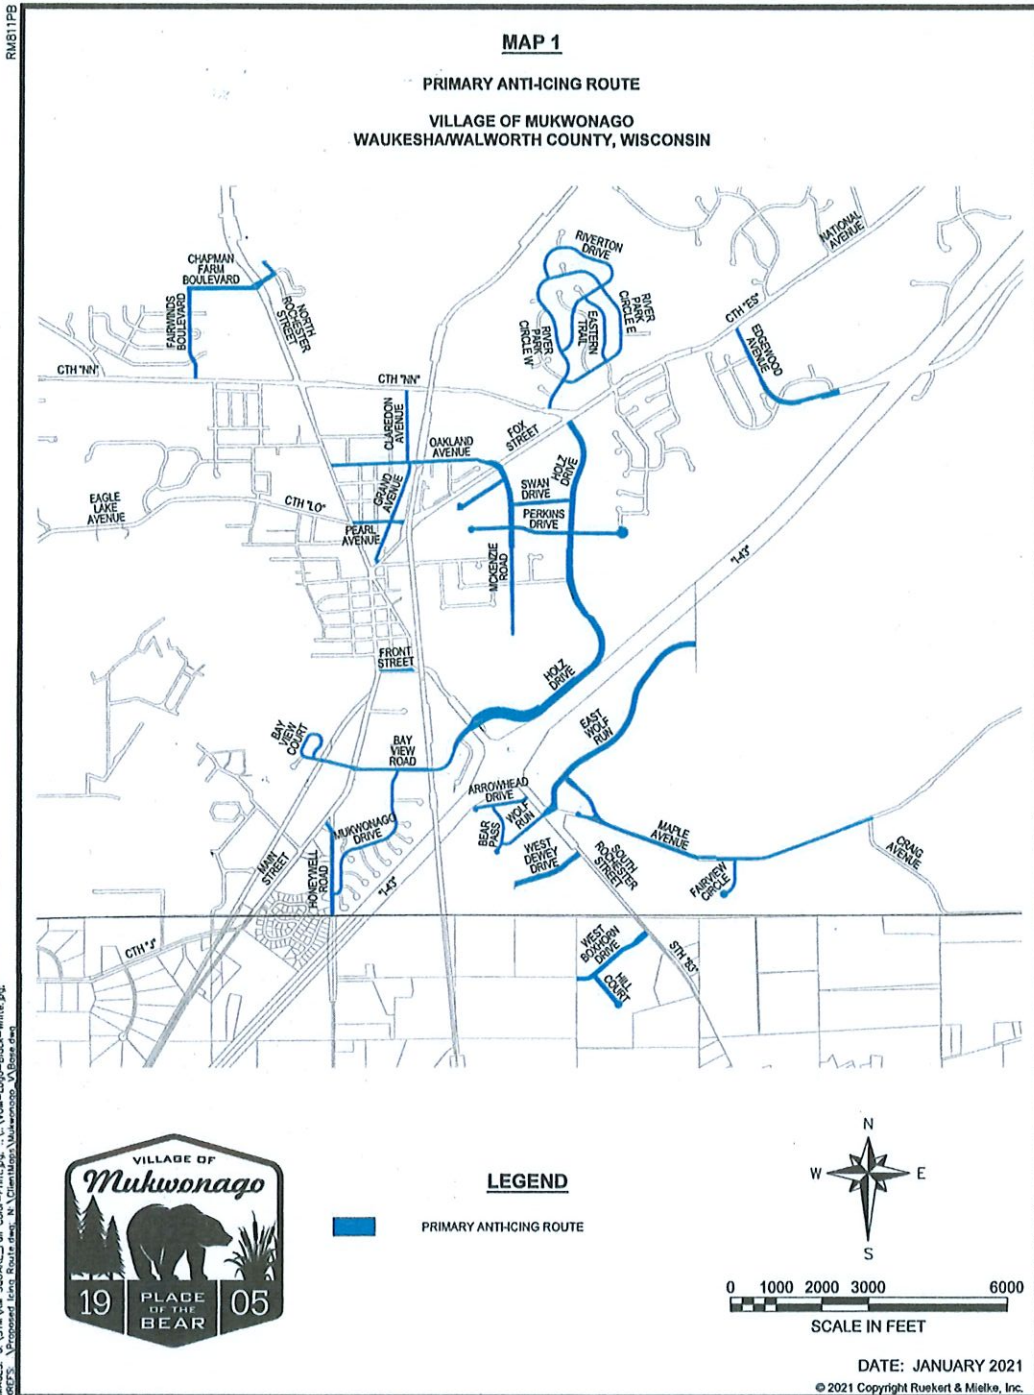 RM811PB
MAP 1
PRIMARY ANTI-ICING ROUTE
VILLAGE OF MUKWONAGO
WAUKESHA/WALWORTH COUNTY, WISCONSIN
RIVERTON
DRIVE
NATIONAL
AVENUE
CHAPMAN
FARM
BOULEVARD
FAIRWINDS
BOULEVARD
NORTH
ROCHESTER
STREET
RIVER
PARK
CIRCLE E
EASTERN
TRAIL
RIVER
PARK
CIRCLE W
CTH "ES"
EDGEWOOD
AVENUE
CTH "NN"
CTH "NN"
CLAREDON
AVENUE
OAKLAND
AVENUE
FOX
STREET
HOLZ
DRIVE
GRAND
AVENUE
SWAN
DRIVE
EAGLE
LAKE
AVENUE
CTH "LO"
PERKINS
DRIVE
PEARL
AVENUE
MCKENZIE
ROAD
"I-43"
FRONT
STREET
HOLZ
DRIVE
EAST
WOLF
RUN
BAY
VIEW
COURT
BAY
VIEW
ROAD
ARROWHEAD
DRIVE
MUKWONAGO
DRIVE
BEAR
PASS
WOLF
RUN
MAPLE
AVENUE
CRAIG
AVENUE
WEST
DEWEY
DRIVE
SOUTH
ROCHESTER
STREET
FAIRVIEW
CIRCLE
MAIN
STREET
HONEYWELL
ROAD
"I-43"
CTH "J"
WEST
BOXHORN
DRIVE
STH "83"
HILL
COURT
VILLAGE OF
Mukwonago
19
PLACE
OF THE
BEAR
05
LEGEND
PRIMARY ANTI-ICING ROUTE
N
W
E
S
0 1000 2000 3000 6000
SCALE IN FEET
DATE: JANUARY 2021
© 2021 Copyright Ruekert & Mielke, Inc.